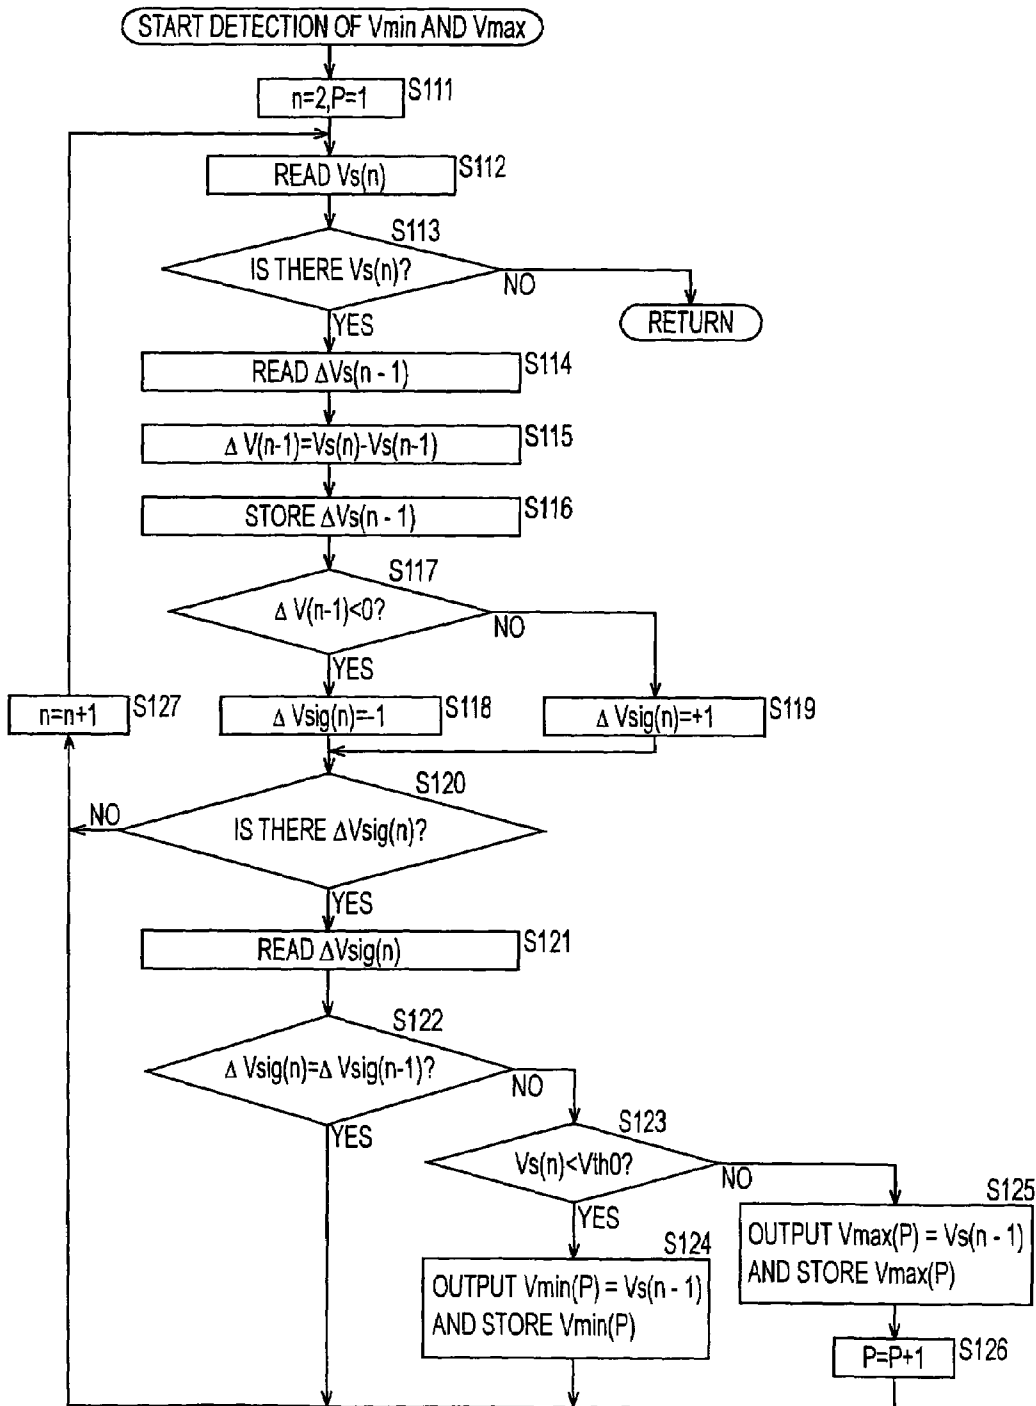 START DETECTION OF Vmin AND Vmax
n=2,P=1
S111
READ Vs(n)
S112
S113
IS THERE Vs(n)?
NO
RETURN
YES
READ ΔVs(n - 1)
S114
Δ V(n-1)=Vs(n)-Vs(n-1)
S115
STORE ΔVs(n - 1)
S116
S117
Δ V(n-1)<0?
NO
YES
n=n+1
S127
Δ Vsig(n)=-1
S118
Δ Vsig(n)=+1
S119
S120
NO
IS THERE ΔVsig(n)?
YES
READ ΔVsig(n)
S121
S122
Δ Vsig(n)=Δ Vsig(n-1)?
NO
YES
S123
Vs(n)<Vth0?
NO
YES
S124
OUTPUT Vmin(P) = Vs(n - 1)
AND STORE Vmin(P)
S125
OUTPUT Vmax(P) = Vs(n - 1)
AND STORE Vmax(P)
P=P+1
S126